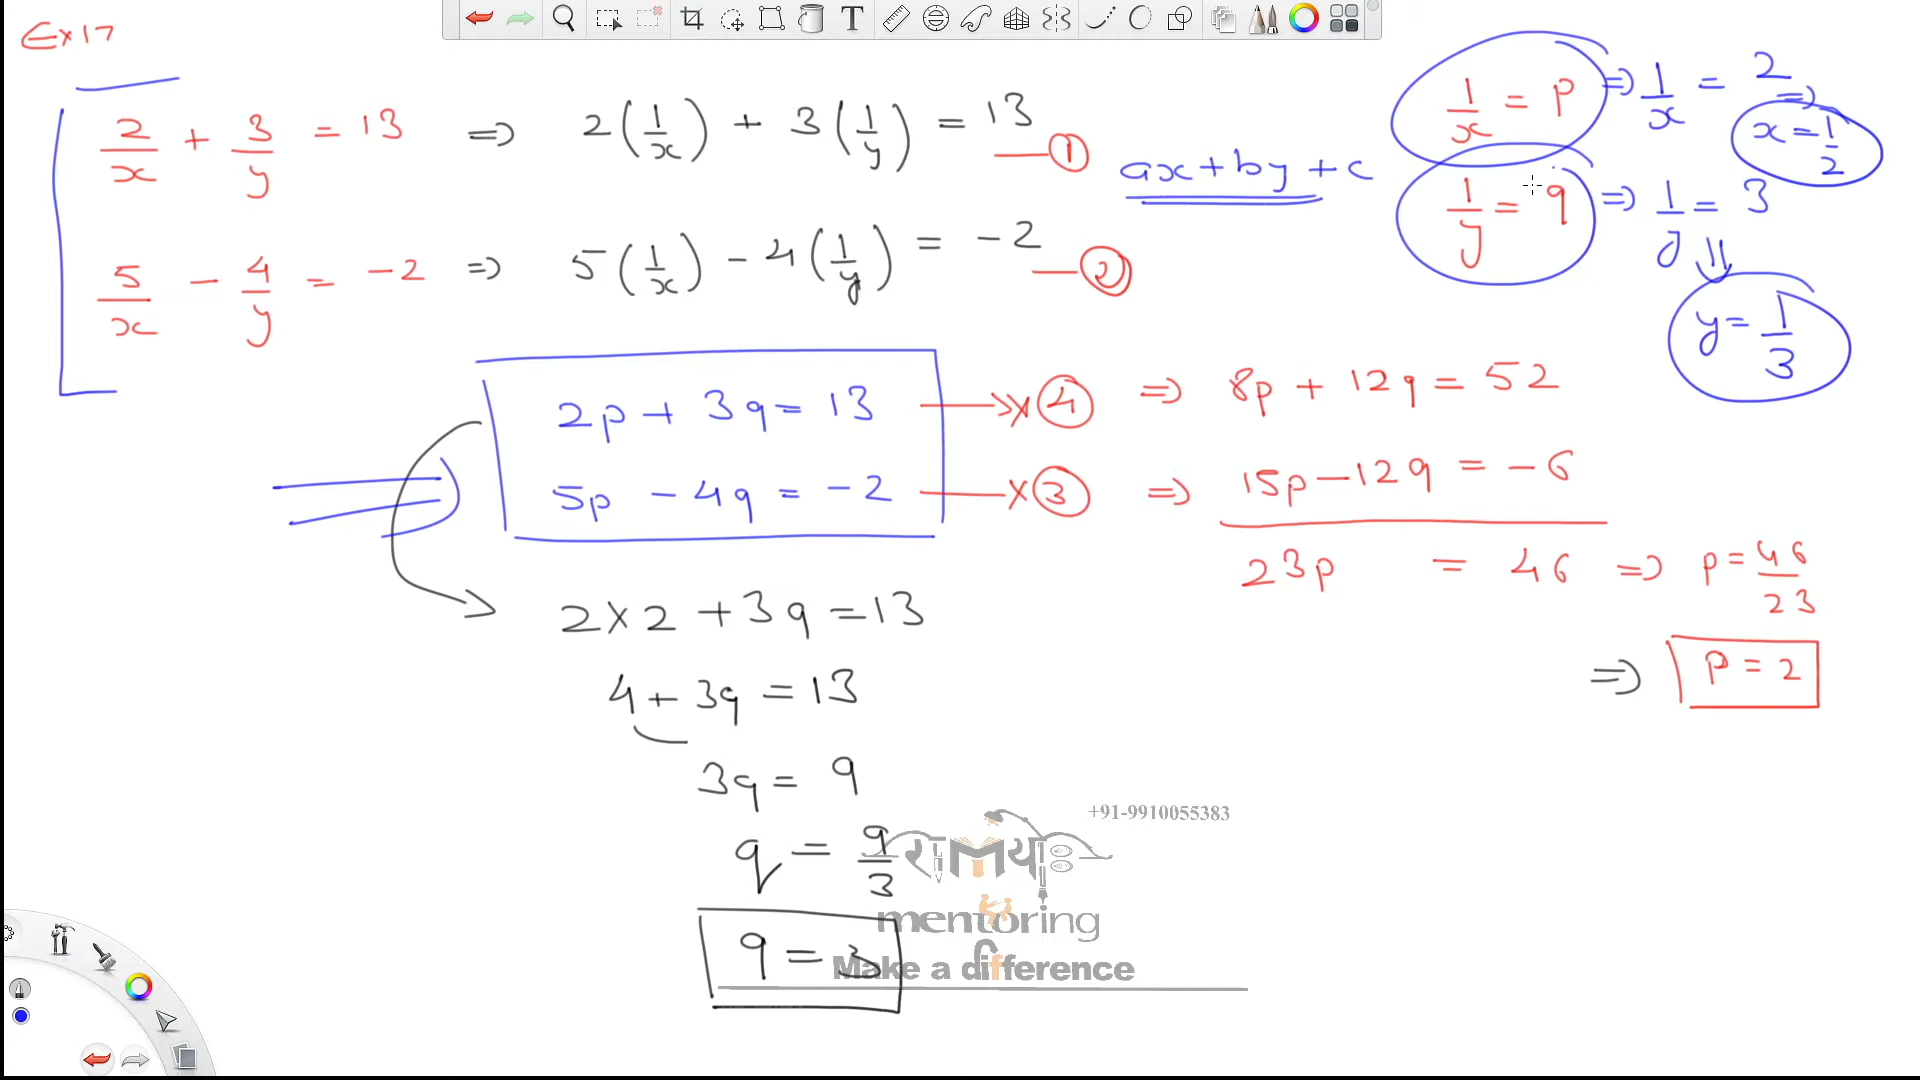 Ex 17
2/x + 3/y = 13 ⇒ 2(1/x) + 3(1/y) = 13 —①
5/x - 4/y = -2 ⇒ 5(1/x) - 4(1/y) = -2 —②
ax + by + c
1/x = p ⇒ 1/x = 2 ⇒ x = 1/2
1/y = q ⇒ 1/y = 3
⇓
y = 1/3
2p + 3q = 13 → ×④ ⇒ 8p + 12q = 52
5p - 4q = -2 — ×③ ⇒ 15p - 12q = -6
23p = 46 ⇒ p = 46/23
⇒ p = 2
2×2 + 3q = 13
4 + 3q = 13
3q = 9
q = 9/3
q = 3
+91-9910055383
राMया
mentoring
Make a difference